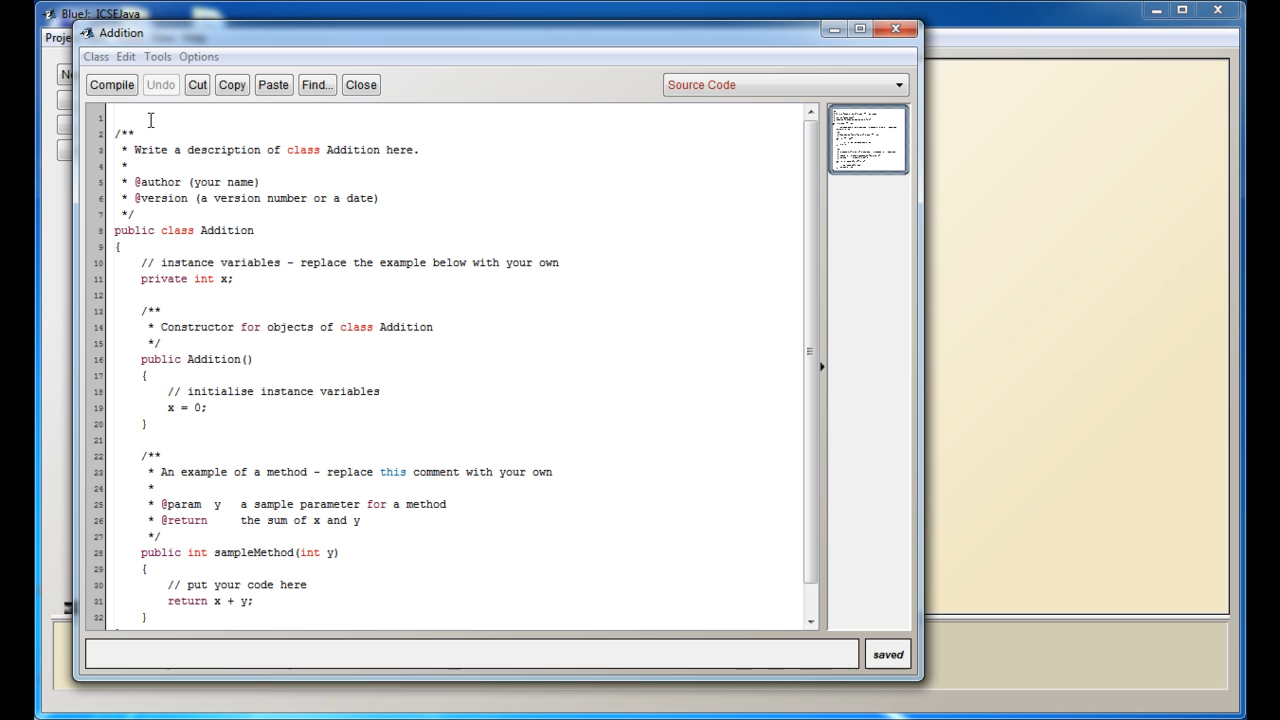 BlueJ: ICSEJava
Proje
Addition
Class Edit Tools Options
Compile Undo Cut Copy Paste Find... Close
Source Code
1
2 /**
3 * Write a description of class Addition here.
4 *
5 * @author (your name)
6 * @version (a version number or a date)
7 */
8 public class Addition
9 {
10 // instance variables - replace the example below with your own
11 private int x;
12
13 /**
14 * Constructor for objects of class Addition
15 */
16 public Addition()
17 {
18 // initialise instance variables
19 x = 0;
20 }
21
22 /**
23 * An example of a method - replace this comment with your own
24 *
25 * @param y a sample parameter for a method
26 * @return the sum of x and y
27 */
28 public int sampleMethod(int y)
29 {
30 // put your code here
31 return x + y;
32 }
saved